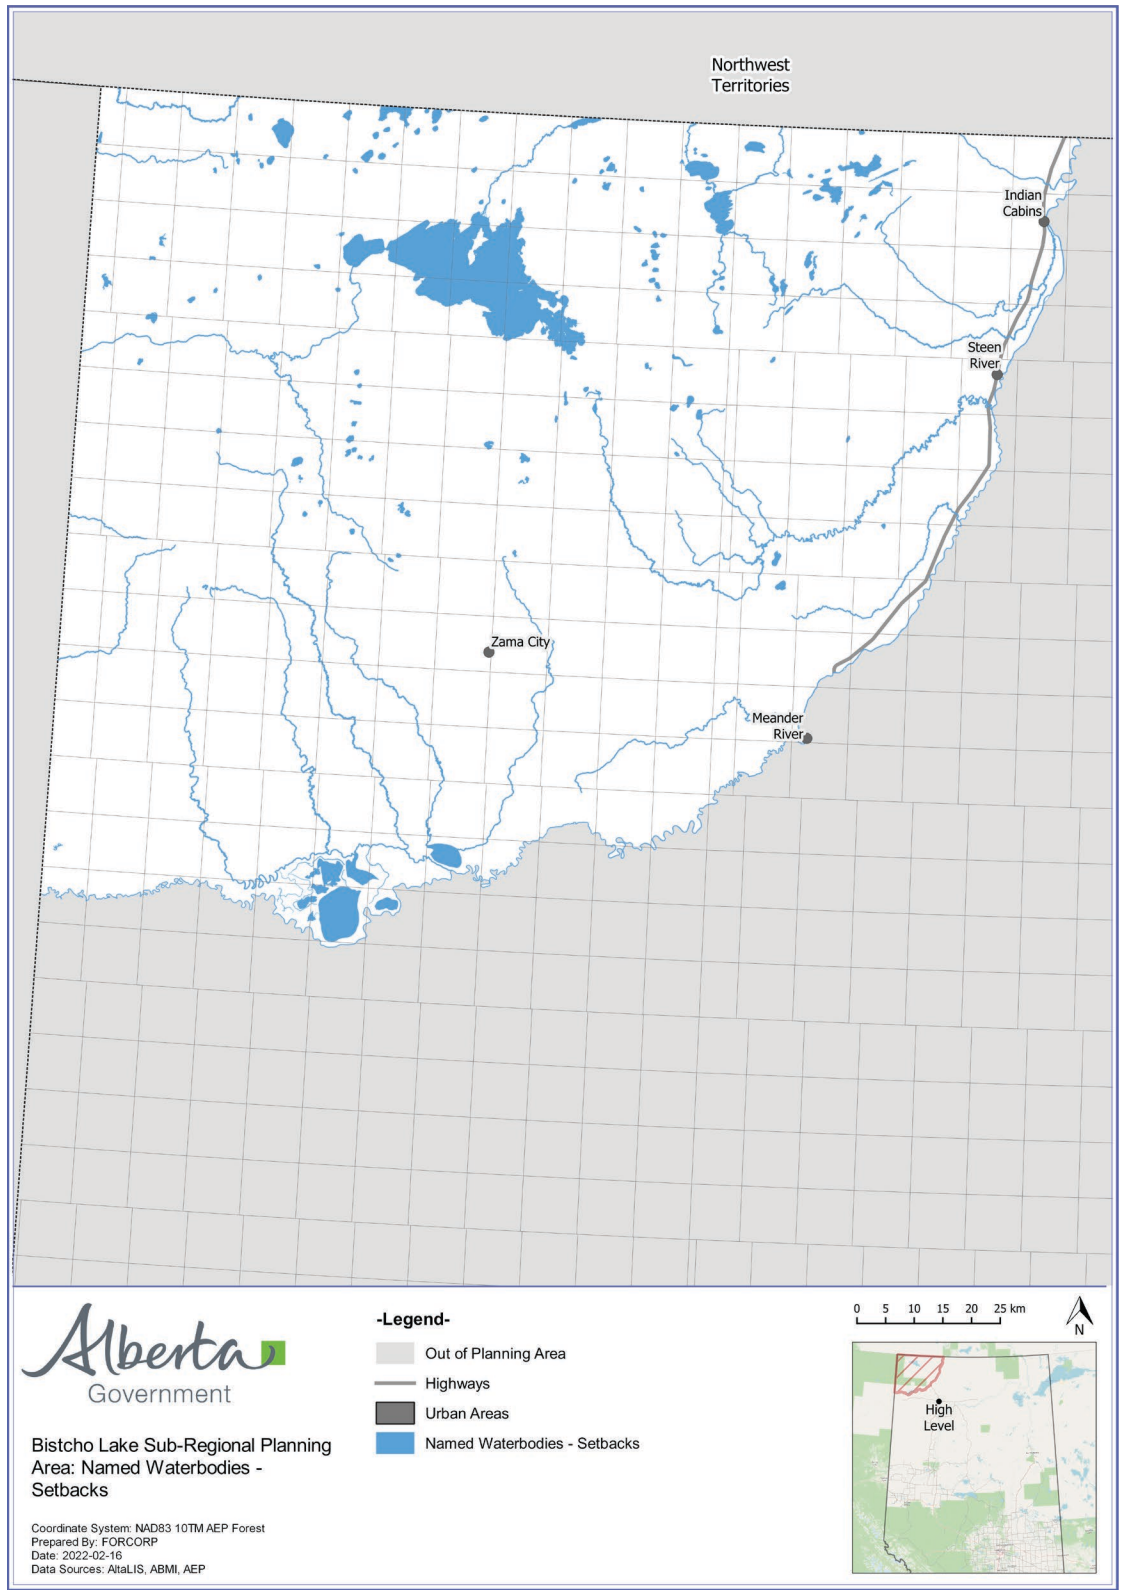 Northwest
Territories
Indian
Cabins
Steen
River
Zama City
Meander
River
Alberta
Government
Bistcho Lake Sub-Regional Planning
Area: Named Waterbodies -
Setbacks
Coordinate System: NAD83 10TM AEP Forest
Prepared By: FORCORP
Date: 2022-02-16
Data Sources: AltaLIS, ABMI, AEP
-Legend-
Out of Planning Area
Highways
Urban Areas
Named Waterbodies - Setbacks
0 5 10 15 20 25 km
N
High
Level